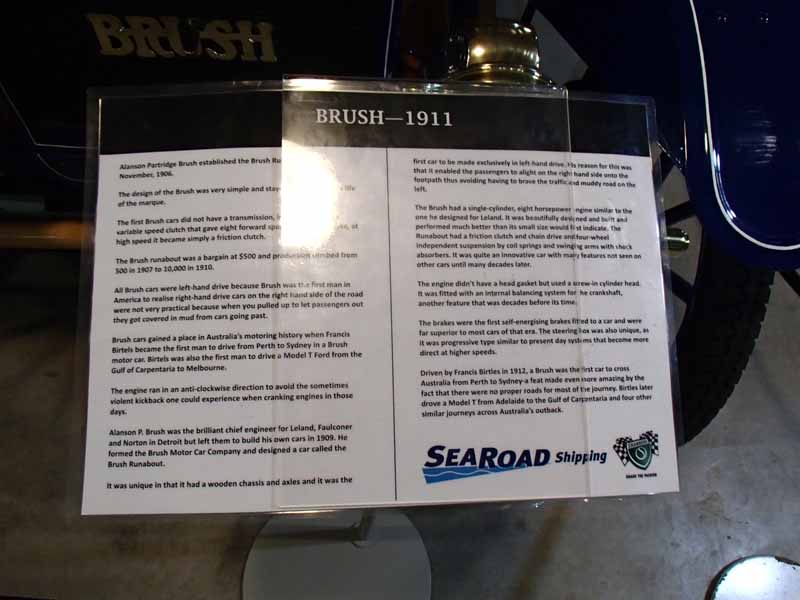 BRUSH
BRUSH—1911
Alanson Partridge Brush established the Brush
November, 1906.
The design of the Brush was very simple and life
of the marque.
The first Brush cars did not have a transmission,
variable speed clutch that gave eight forward at
high speed it became simply a friction clutch.
The Brush runabout was a bargain at $500 and production climbed from
500 in 1907 to 10,000 in 1910.
All Brush cars were left-hand drive because Brush was the first man in
America to realise right-hand drive cars on the right hand side of the road
were not very practical because when you pulled up to let passengers out
they got covered in mud from cars going past.
Brush cars gained a place in Australia's motoring history when Francis
Birtels became the first man to drive from Perth to Sydney in a Brush
motor car. Birtels was also the first man to drive a Model T Ford from the
Gulf of Carpentaria to Melbourne.
The engine ran in an anti-clockwise direction to avoid the sometimes
violent kickback one could experience when cranking engines in those
days.
Alanson P. Brush was the brilliant chief engineer for Leland, Faulconer
and Norton in Detroit but left them to build his own cars in 1909. He
formed the Brush Motor Car Company and designed a car called the
Brush Runabout.
It was unique in that it had a wooden chassis and axles and it was the
first car to be made exclusively in left-hand drive. His reason for this was
that it enabled the passengers to alight on the right hand side onto the
footpath thus avoiding having to brave the traffic and muddy road on the
left.
The Brush had a single-cylinder, eight horsepower engine similar to the
one he designed for Leland. It was beautifully designed and built and
performed much better than its small size would first indicate. The
Runabout had a friction clutch and chain drive and four-wheel
independent suspension by coil springs and swinging arms with shock
absorbers. It was quite an innovative car with many features not seen on
other cars until many decades later.
The engine didn't have a head gasket but used a screw-in cylinder head.
It was fitted with an internal balancing system for the crankshaft,
another feature that was decades before its time.
The brakes were the first self-energising brakes fitted to a car and were
far superior to most cars of that era. The steering box was also unique, as
it was progressive type similar to present day systems that become more
direct at higher speeds.
Driven by Francis Birtles in 1912, a Brush was the first car to cross
Australia from Perth to Sydney-a feat made even more amazing by the
fact that there were no proper roads for most of the journey. Birtles later
drove a Model T from Adelaide to the Gulf of Carpentaria and four other
similar journeys across Australia's outback.
SEAROAD Shipping